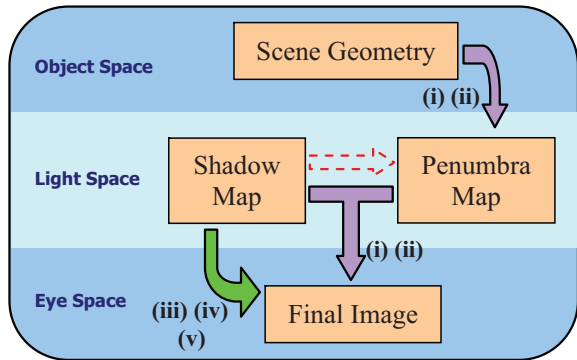 Scene Geometry
Object Space
(i) (ii)
Shadow
Map
Penumbra
Map
Light Space
(i) (ii)
Eye Space
(iii) (iv)
(v)
Final Image